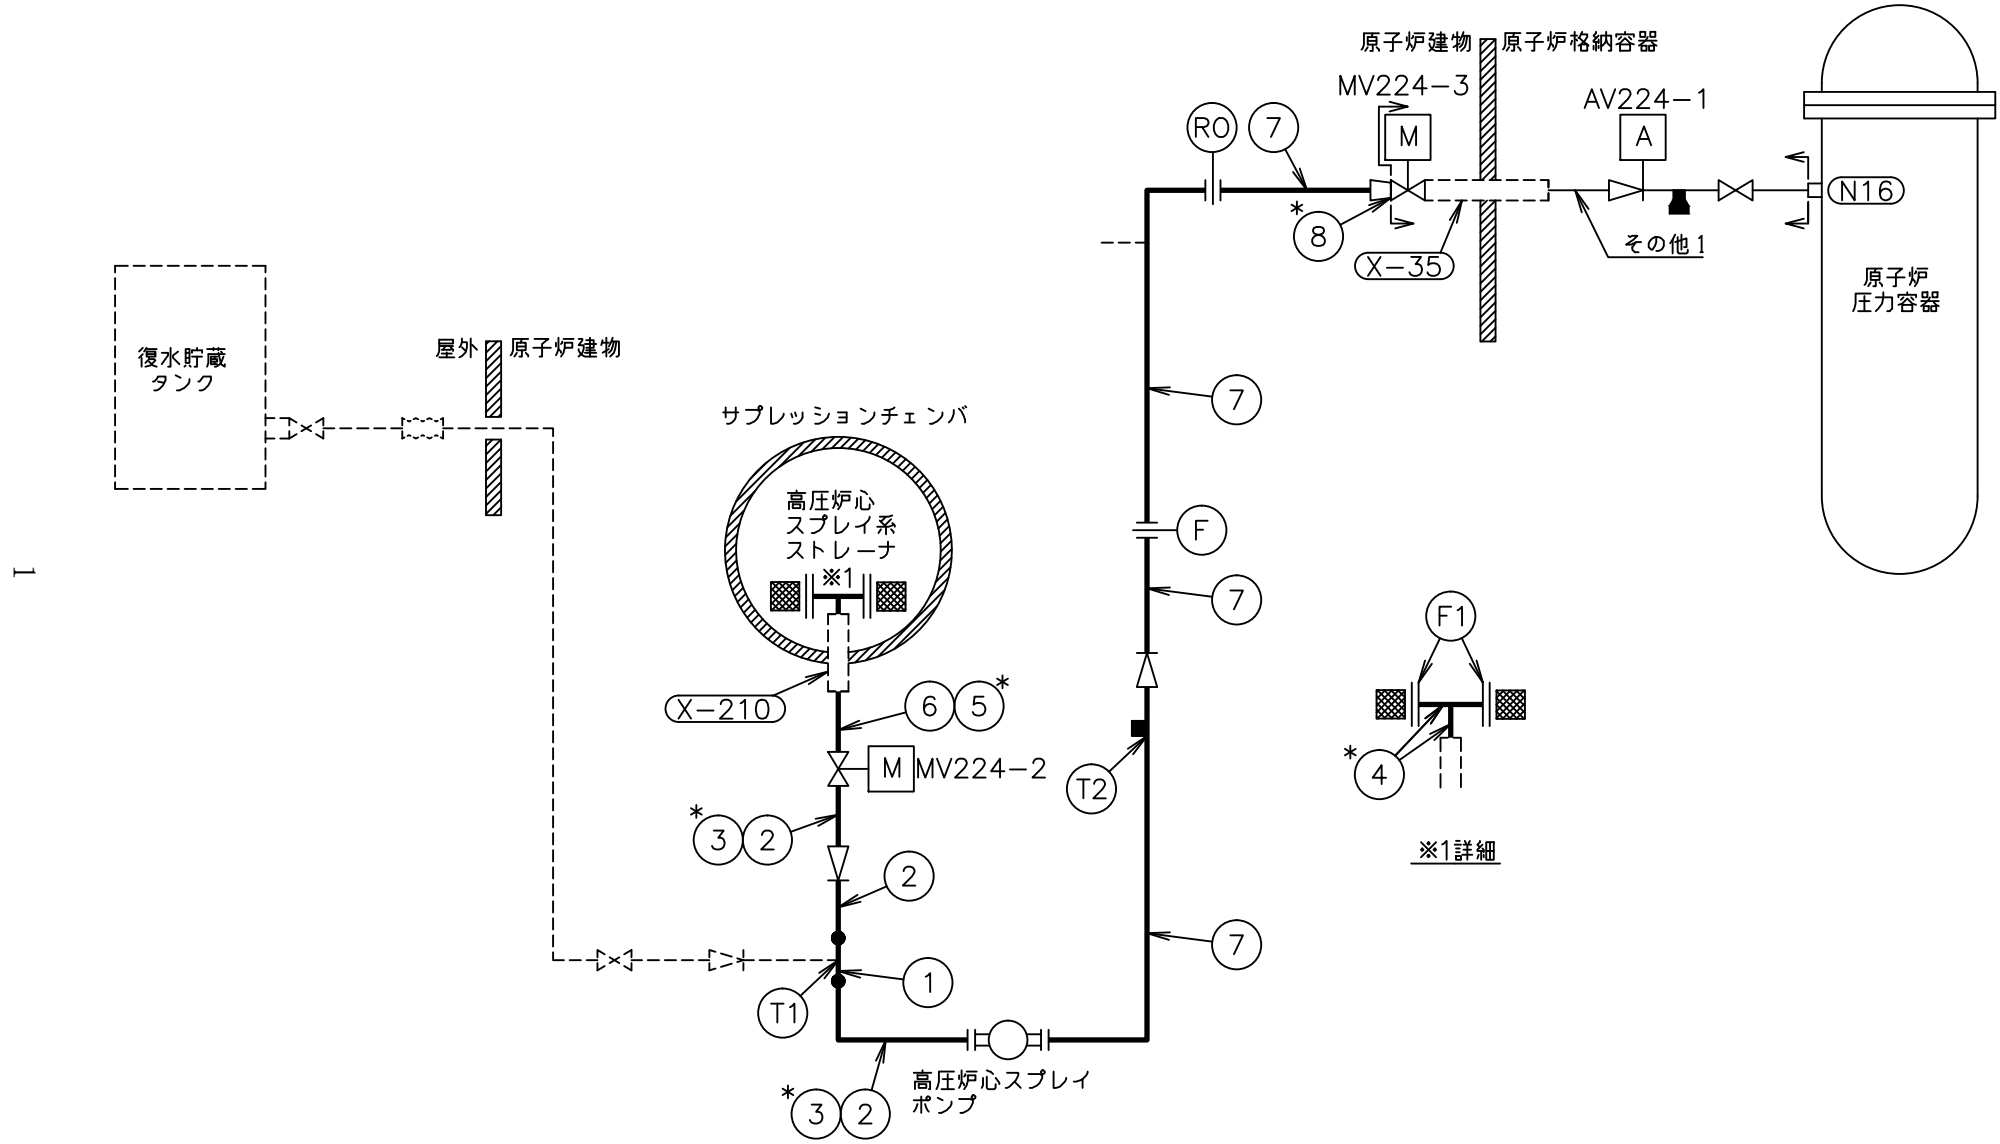 原子炉建物
原子炉格納容器
MV224-3
AV224-1
RO
7
M
A
N16
*
8
X-35
その他 1
原子炉
圧力容器
復水貯蔵
タンク
屋外
原子炉建物
サプレッションチェンバ
7
高圧炉心
スプレイ系
ストレーナ
※1
F
7
F1
1
X-210
6
5
*
M
MV224-2
T2
*
4
*
3
2
※1詳細
2
7
1
T1
高圧炉心スプレイ
ポンプ
*
3
2